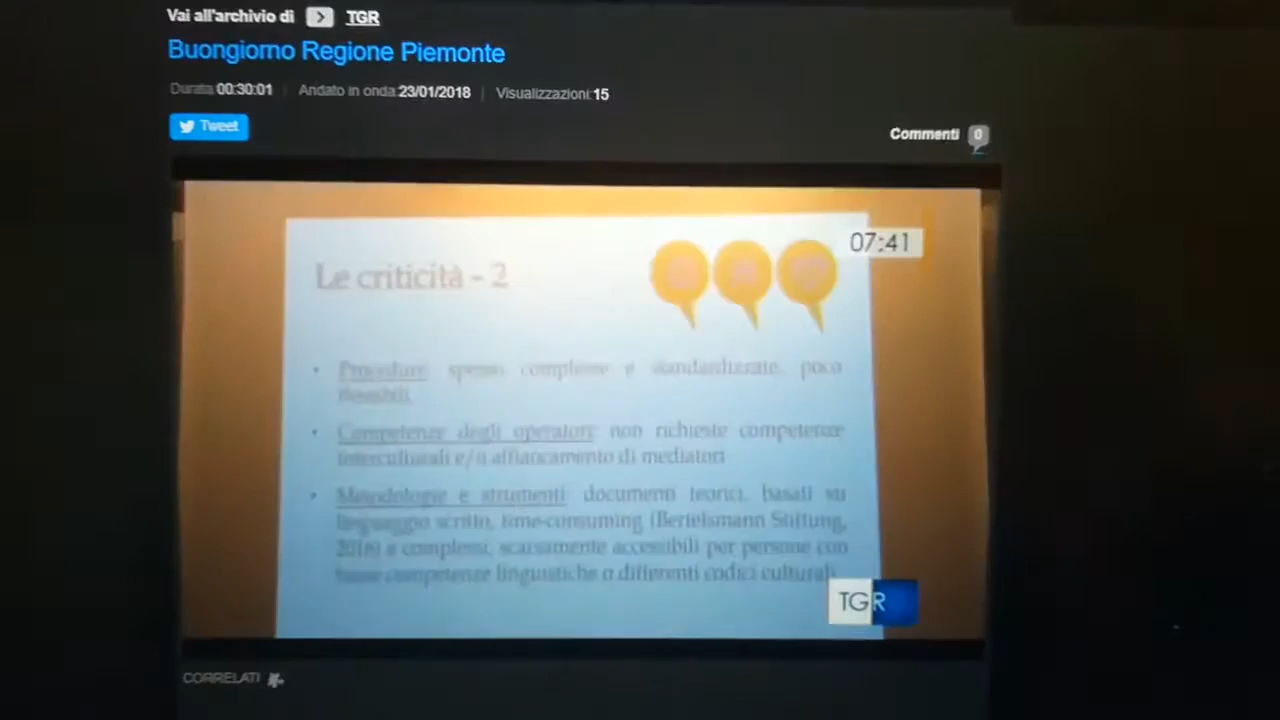 Vai all'archivio di > TGR
Buongiorno Regione Piemonte
Durata:00:30:01 | Andato in onda:23/01/2018 | Visualizzazioni:15
Tweet
Commenti 0
07:41
Le criticità - 2
• Procedure: spesso complesse e standardizzate, poco
flessibili
• Competenze degli operatori: non richieste competenze
interculturali e/o affiancamento di mediatori
• Metodologie e strumenti: documenti teorici, basati su
linguaggio scritto, time-consuming (Bertelsmann Stiftung,
2016) e complessi, scarsamente accessibili per persone con
basse competenze linguistiche o differenti codici culturali
TGR
CORRELATI